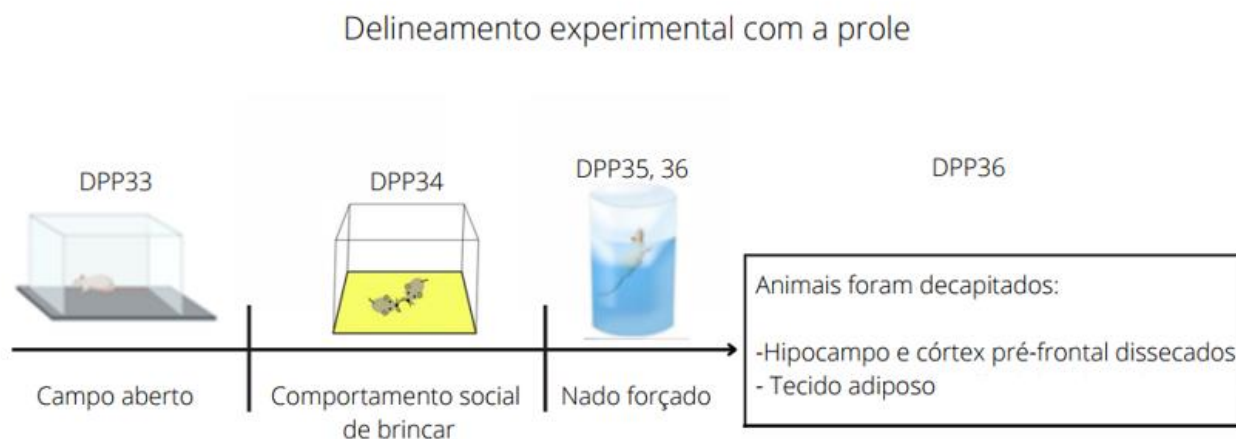 Delineamento experimental com a prole
DPP33
DPP34
DPP35, 36
DPP36
Animais foram decapitados:
-Hipocampo e córtex pré-frontal dissecados
- Tecido adiposo
Campo aberto
Comportamento social
de brincar
Nado forçado